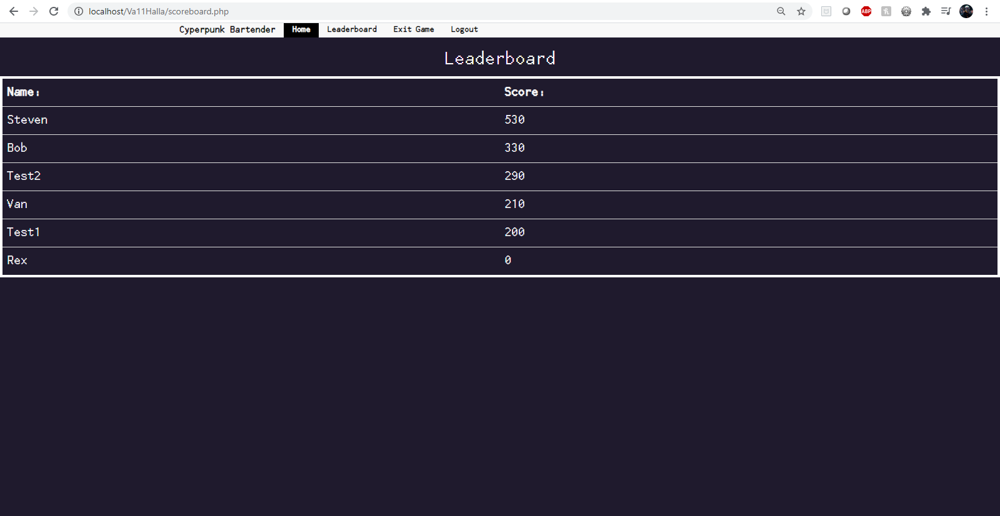 localhost/Va11Halla/scoreboard.php
ABP
Cyperpunk Bartender Home Leaderboard Exit Game Logout
Leaderboard
Name: Score:
Steven 530
Bob 330
Test2 290
Van 210
Test1 200
Rex 0